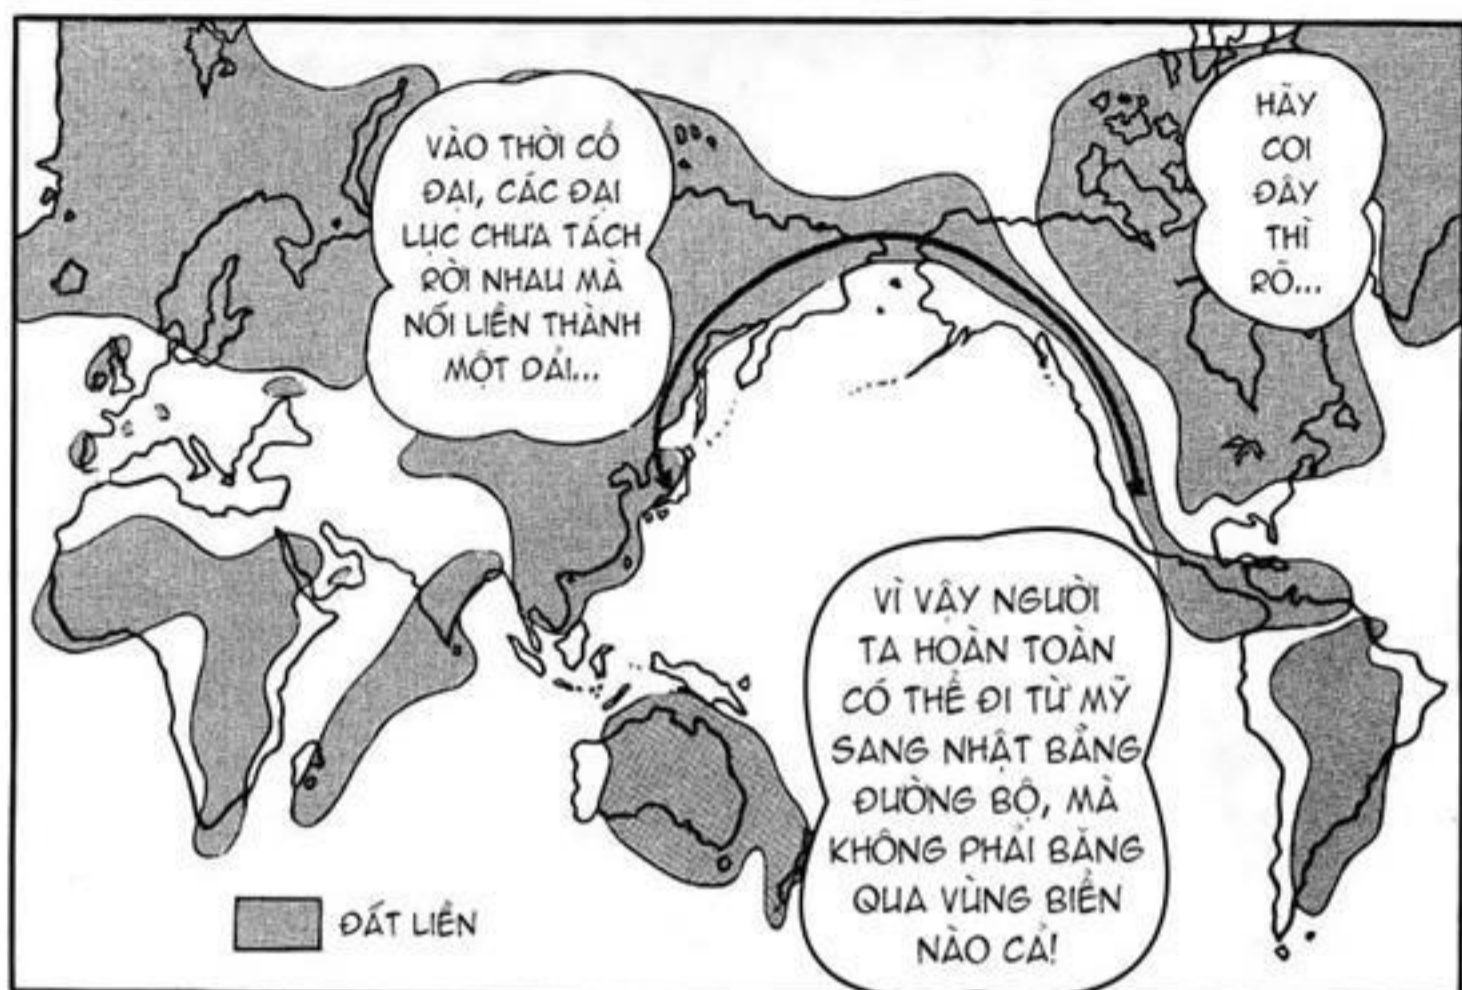 HÃY
COI
ĐÂY
THÌ
RÕ...
VÀO THỜI CỔ
ĐẠI, CÁC ĐẠI
LỤC CHƯA TÁCH
RỜI NHAU MÀ
NỐI LIỀN THÀNH
MỘT DẢI...
VÌ VẬY NGƯỜI
TA HOÀN TOÀN
CÓ THỂ ĐI TỪ MỸ
SANG NHẬT BẰNG
ĐƯỜNG BỘ, MÀ
KHÔNG PHẢI BĂNG
QUA VÙNG BIỂN
NÀO CẢ!
ĐẤT LIỀN